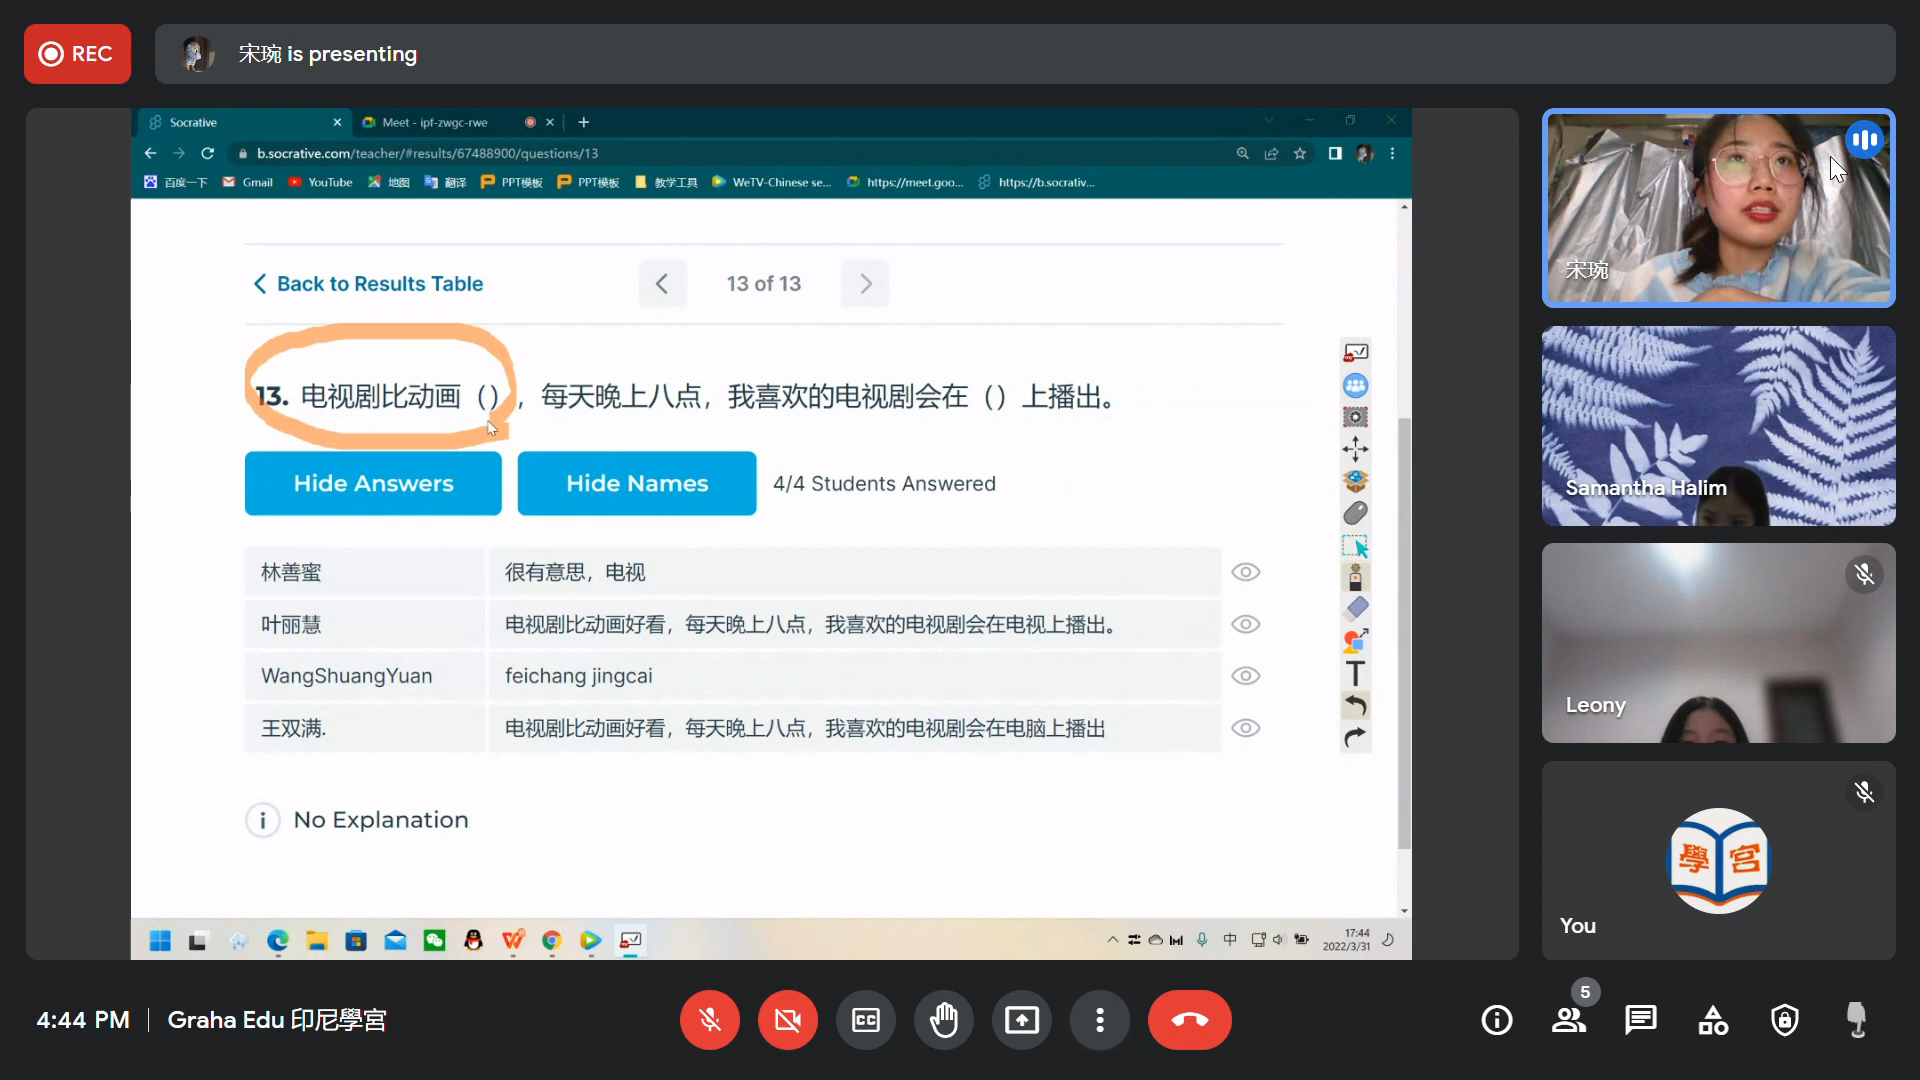 REC
宋琬 is presenting
Socrative
Meet - ipf-zwgc-rwe
b.socrative.com/teacher/#results/67488900/questions/13
百度一下 Gmail YouTube 地图 翻译 PPT模板 PPT模板 教学工具 WeTV-Chinese se... https://meet.goo... https://b.socrativ...
Back to Results Table
13 of 13
13. 电视剧比动画（），每天晚上八点，我喜欢的电视剧会在（）上播出。
Hide Answers
Hide Names
4/4 Students Answered
林善蜜 很有意思，电视
叶丽慧 电视剧比动画好看，每天晚上八点，我喜欢的电视剧会在电视上播出。
WangShuangYuan feichang jingcai
王双满. 电视剧比动画好看，每天晚上八点，我喜欢的电视剧会在电脑上播出
i No Explanation
T
中
17:44
2022/3/31
宋琬
Samantha Halim
Leony
學宮
You
4:44 PM
Graha Edu 印尼學宮
CC
5